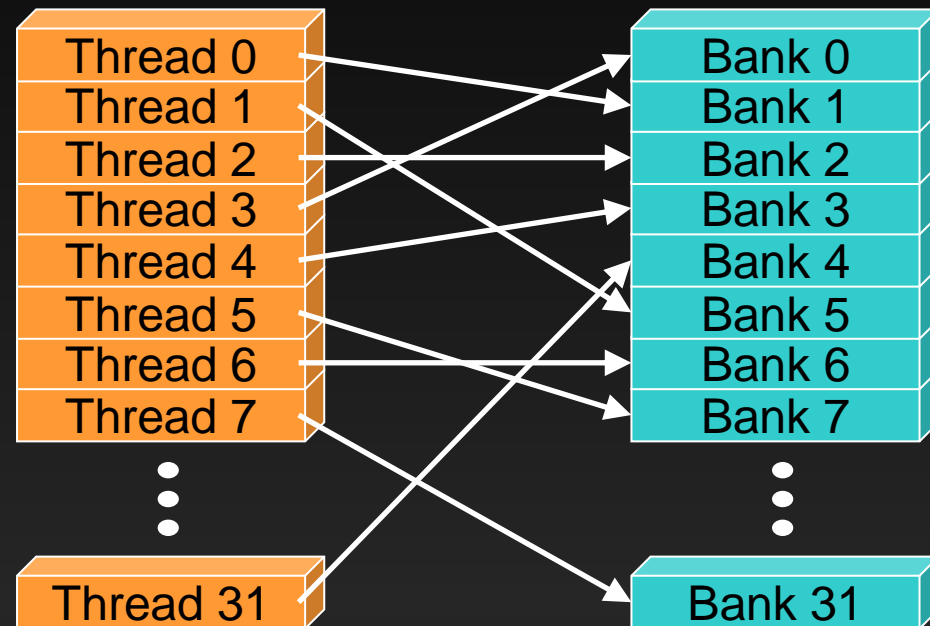 Thread 0
Thread 1
Thread 2
Thread 3
Thread 4
Thread 5
Thread 6
Thread 7
Thread 31
Bank 0
Bank 1
Bank 2
Bank 3
Bank 4
Bank 5
Bank 6
Bank 7
Bank 31